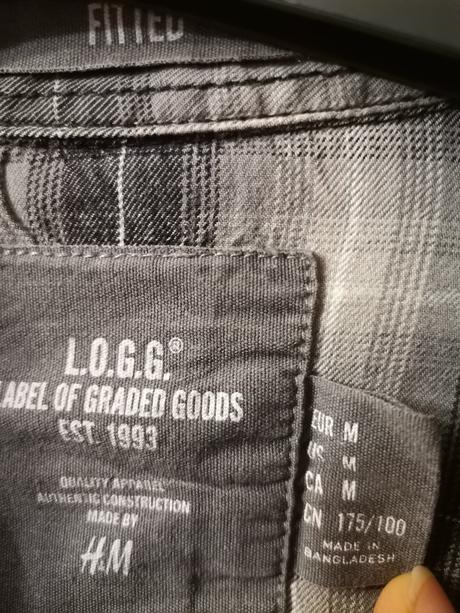 FITTED
L.O.G.G.®
LABEL OF GRADED GOODS
EST. 1993
QUALITY APPAREL
AUTHENTIC CONSTRUCTION
MADE BY
H&M
EUR M
US M
CA M
CN 175/100
MADE IN
BANGLADESH